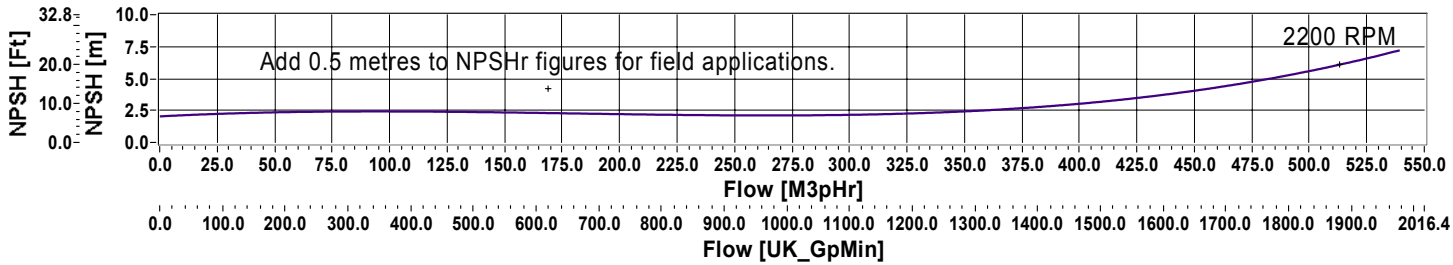 32.8
20.0
10.0
0.0
NPSH [Ft]
10.0
7.5
5.0
2.5
0.0
NPSH [m]
2200 RPM
Add 0.5 metres to NPSHr figures for field applications.
0.0 25.0 50.0 75.0 100.0 125.0 150.0 175.0 200.0 225.0 250.0 275.0 300.0 325.0 350.0 375.0 400.0 425.0 450.0 475.0 500.0 525.0 550.0
Flow [M3pHr]
0.0 100.0 200.0 300.0 400.0 500.0 600.0 700.0 800.0 900.0 1000.0 1100.0 1200.0 1300.0 1400.0 1500.0 1600.0 1700.0 1800.0 1900.0 2016.4
Flow [UK_GpMin]